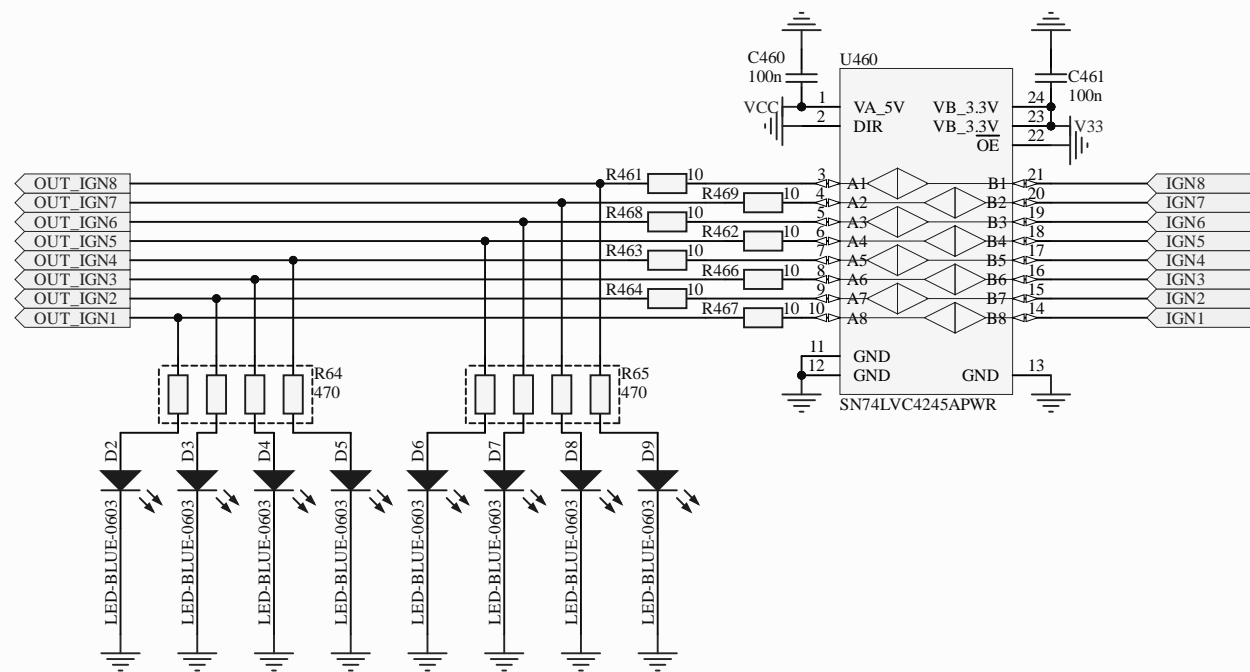 U460
C460
100n
C461
100n
VCC
1
VA_5V
VB_3.3V
24
2
DIR
VB_3.3V
23
V33
OE
22
OUT_IGN8
R461
10
3
A1
B1
21
IGN8
OUT_IGN7
R469
10
4
A2
B2
20
IGN7
OUT_IGN6
R468
10
5
A3
B3
19
IGN6
OUT_IGN5
R462
10
6
A4
B4
18
IGN5
OUT_IGN4
R463
10
7
A5
B5
17
IGN4
OUT_IGN3
R466
10
8
A6
B6
16
IGN3
OUT_IGN2
R464
10
9
A7
B7
15
IGN2
OUT_IGN1
R467
10
10
A8
B8
14
IGN1
11
GND
12
GND
GND
13
SN74LVC4245APWR
R64
470
R65
470
D2
D3
D4
D5
D6
D7
D8
D9
LED-BLUE-0603
LED-BLUE-0603
LED-BLUE-0603
LED-BLUE-0603
LED-BLUE-0603
LED-BLUE-0603
LED-BLUE-0603
LED-BLUE-0603